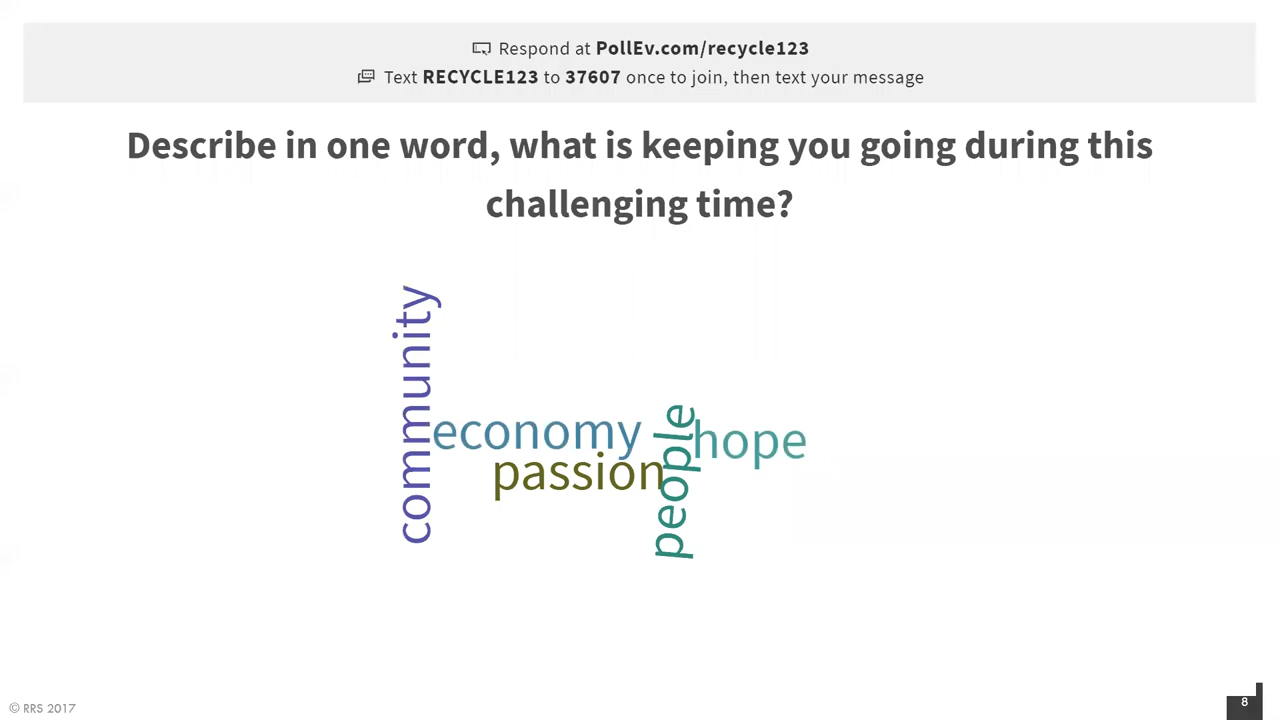 Respond at PollEv.com/recycle123
Text RECYCLE123 to 37607 once to join, then text your message
Describe in one word, what is keeping you going during this
challenging time?
community
economy
passion
people
hope
© RRS 2017
8